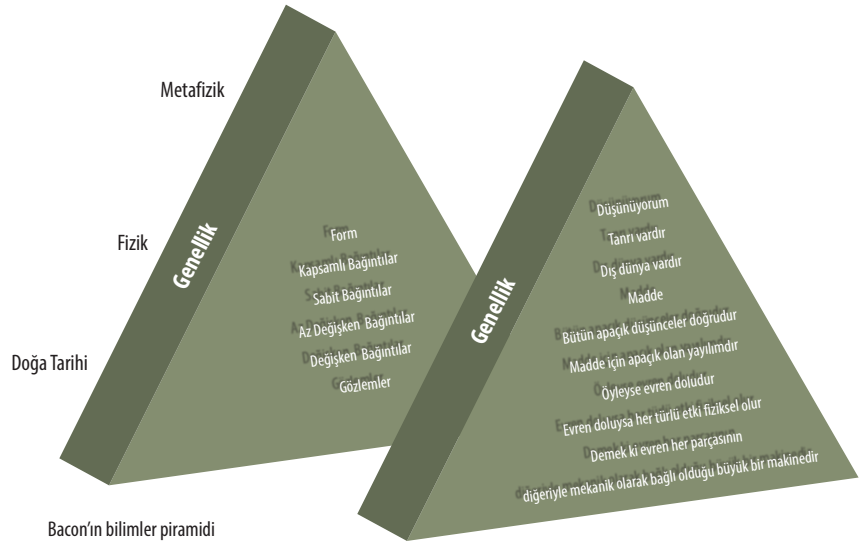 Metafizik
Fizik
Doğa Tarihi
Genellik
Form
Kapsamlı Bağıntılar
Sabit Bağıntılar
Az Değişken Bağıntılar
Değişken Bağıntılar
Gözlemler
Bacon'ın bilimler piramidi
Genellik
Düşünüyorum
Tanrı vardır
Dış dünya vardır
Madde
Bütün apaçık düşünceler doğrudur
Madde için apaçık olan yayılımdır
Öyleyse evren doludur
Evren doluysa her türlü etki fiziksel olur
Demek ki evren her parçasının
diğeriyle mekanik olarak bağlı olduğu büyük bir makinedir